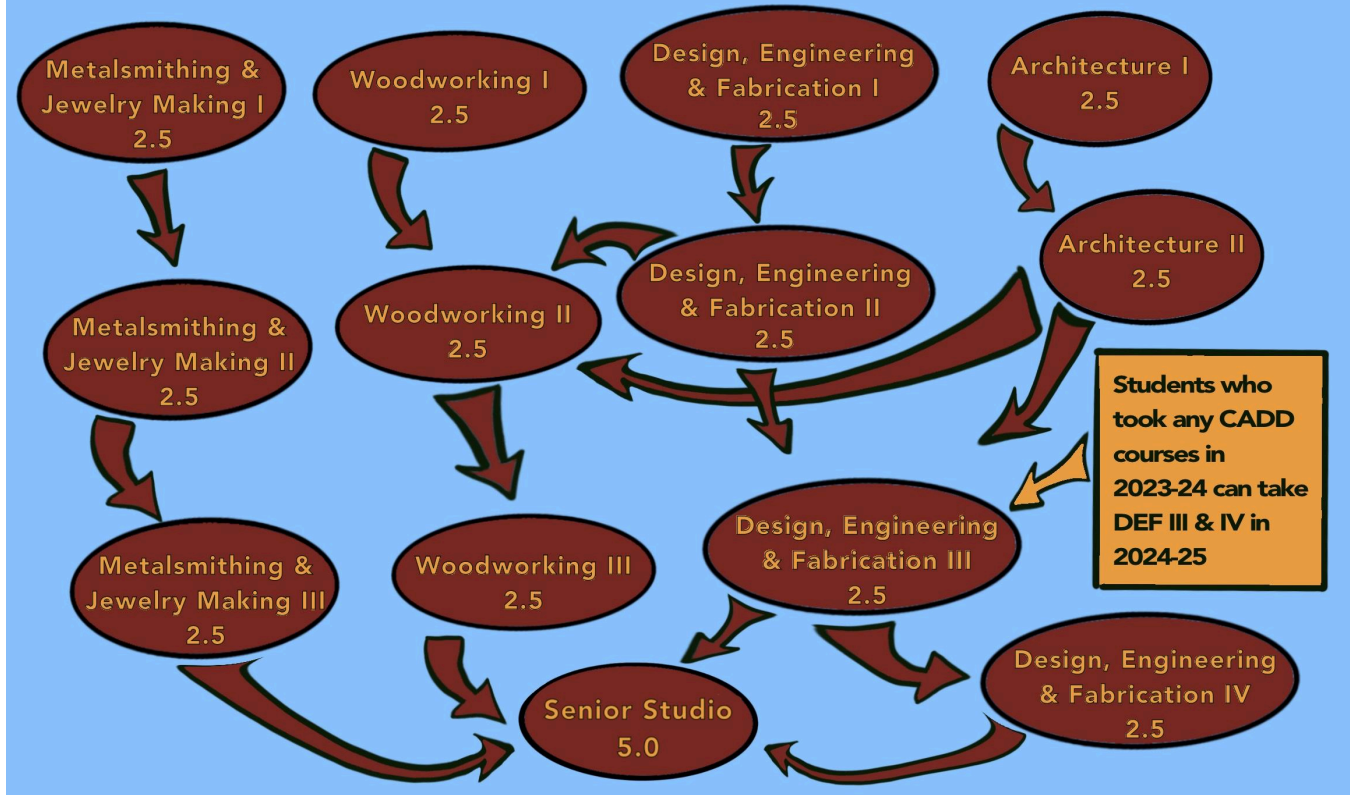 Metalsmithing &
Jewelry Making I
2.5
Woodworking I
2.5
Design, Engineering
& Fabrication I
2.5
Architecture I
2.5
Architecture II
2.5
Design, Engineering
& Fabrication II
2.5
Woodworking II
2.5
Metalsmithing &
Jewelry Making II
2.5
Students who
took any CADD
courses in
2023-24 can take
DEF III & IV in
2024-25
Design, Engineering
& Fabrication III
2.5
Woodworking III
2.5
Metalsmithing &
Jewelry Making III
2.5
Design, Engineering
& Fabrication IV
2.5
Senior Studio
5.0